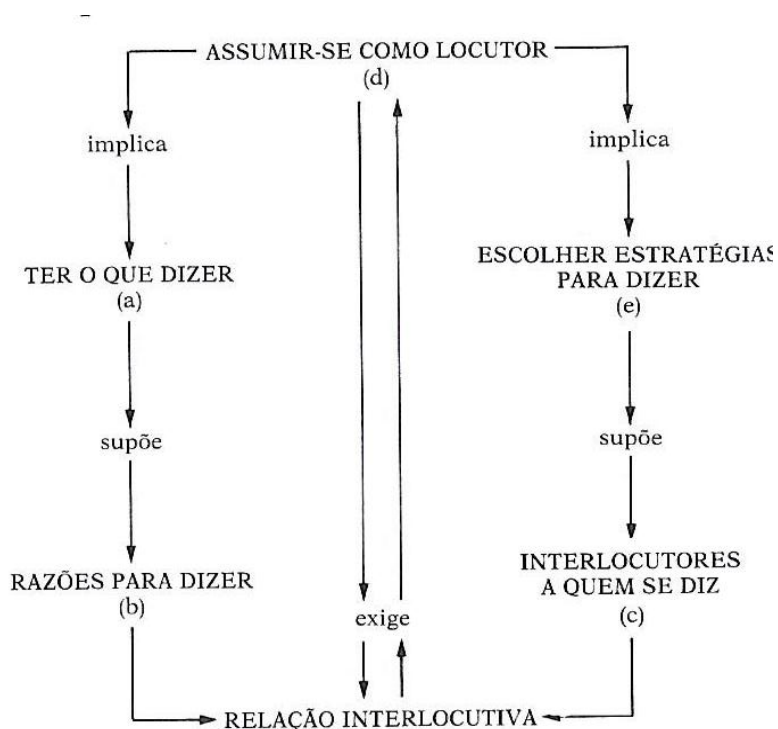 ASSUMIR-SE COMO LOCUTOR
(d)
implica
implica
TER O QUE DIZER
(a)
ESCOLHER ESTRATÉGIAS
PARA DIZER
(e)
supõe
supõe
RAZÕES PARA DIZER
(b)
INTERLOCUTORES
A QUEM SE DIZ
(c)
exige
RELAÇÃO INTERLOCUTIVA